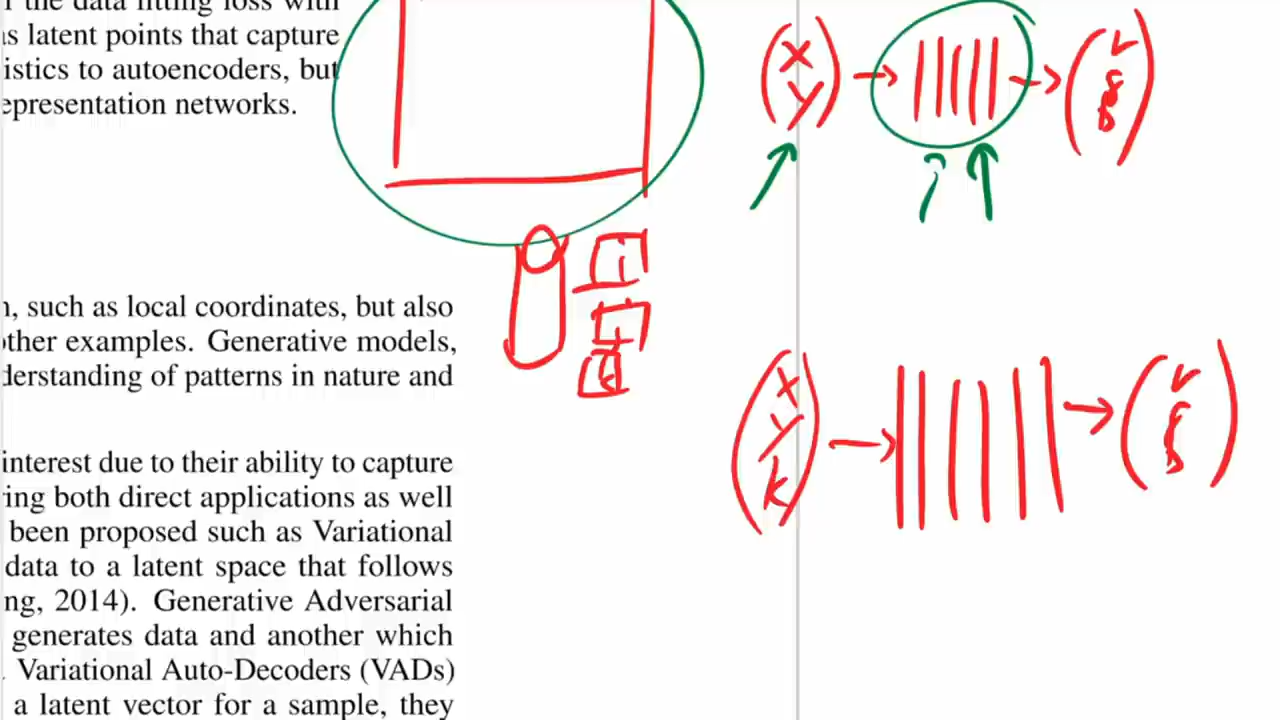 the data fitting loss with
as latent points that capture
istics to autoencoders, but
epresentation networks.
such as local coordinates, but also
other examples. Generative models,
derstanding of patterns in nature and
interest due to their ability to capture
ing both direct applications as well
been proposed such as Variational
data to a latent space that follows
ng, 2014). Generative Adversarial
generates data and another which
Variational Auto-Decoders (VADs)
a latent vector for a sample, they
x
y
r
g
b
?
i
x
y
k
r
g
b